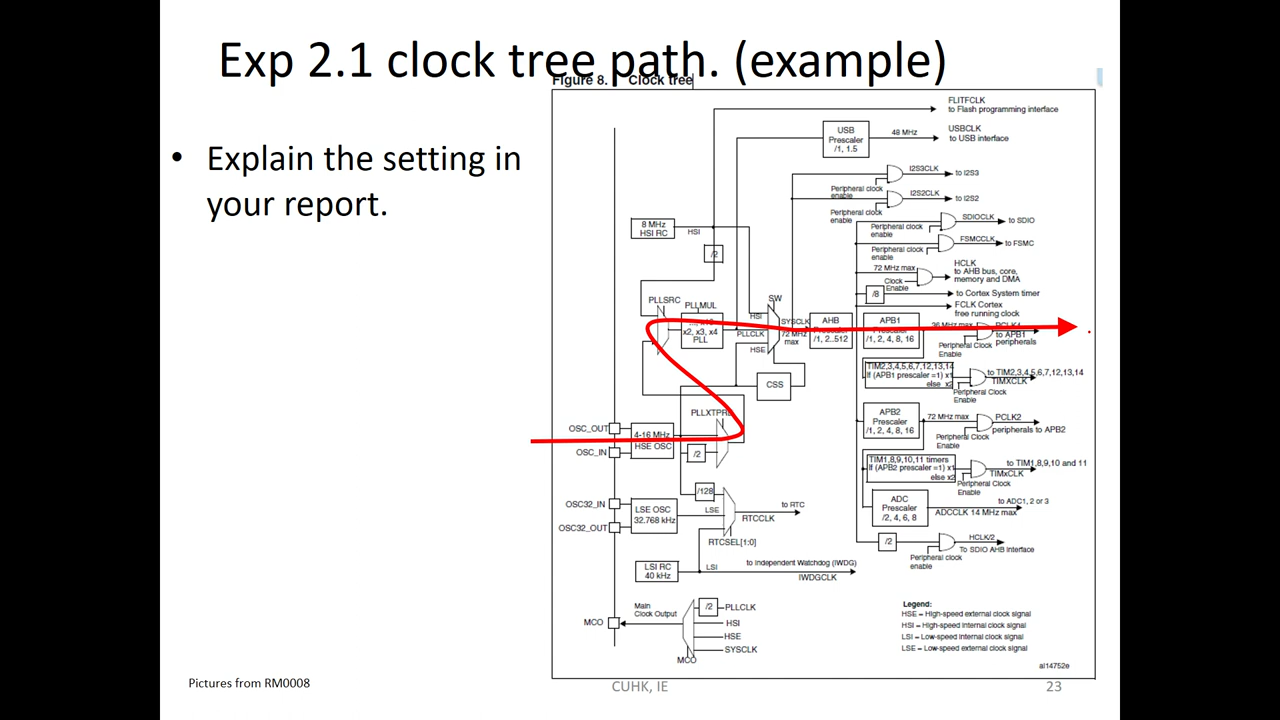 Exp 2.1 clock tree path. (example)
Figure 8. Clock tree
• Explain the setting in
your report.
FLITFCLK
to Flash programming interface
USB
Prescaler
/1, 1.5
48 MHz
USBCLK
to USB interface
I2S3CLK
to I2S3
Peripheral clock
enable
I2S2CLK
to I2S2
Peripheral clock
enable
SDIOCLK
to SDIO
Peripheral clock
enable
FSMCCLK
to FSMC
Peripheral clock
enable
8 MHz
HSI RC
HSI
/2
HCLK
to AHB bus, core,
memory and DMA
72 MHz max
Clock
Enable
/8
to Cortex System timer
FCLK Cortex
free running clock
PLLSRC
PLLMUL
x2, x3, x4
PLL
SW
HSI
PLLCLK
HSE
SYSCLK
72 MHz
max
AHB
Prescaler
/1, 2..512
APB1
Prescaler
/1, 2, 4, 8, 16
36 MHz max
PCLK1
to APB1
peripherals
Peripheral Clock
Enable
TIM2,3,4,5,6,7,12,13,14
If (APB1 prescaler =1) x1
else x2
to TIM2,3,4,5,6,7,12,13,14
TIMXCLK
Peripheral Clock
Enable
CSS
PLLXTPRE
OSC_OUT
OSC_IN
4-16 MHz
HSE OSC
/2
APB2
Prescaler
/1, 2, 4, 8, 16
72 MHz max
PCLK2
peripherals to APB2
Peripheral Clock
Enable
TIM1,8,9,10,11 timers
If (APB2 prescaler =1) x1
else x2
to TIM1,8,9,10 and 11
TIMxCLK
Peripheral Clock
Enable
/128
OSC32_IN
OSC32_OUT
LSE OSC
32.768 kHz
LSE
to RTC
RTCCLK
RTCSEL[1:0]
ADC
Prescaler
/2, 4, 6, 8
to ADC1, 2 or 3
ADCCLK 14 MHz max
/2
HCLK/2
To SDIO AHB interface
Peripheral clock
enable
LSI RC
40 kHz
LSI
to Independent Watchdog (IWDG)
IWDGCLK
Main
Clock Output
MCO
/2
PLLCLK
HSI
HSE
SYSCLK
MCO
Legend:
HSE = High-speed external clock signal
HSI = High-speed internal clock signal
LSI = Low-speed internal clock signal
LSE = Low-speed external clock signal
ai14752e
Pictures from RM0008
CUHK, IE
23